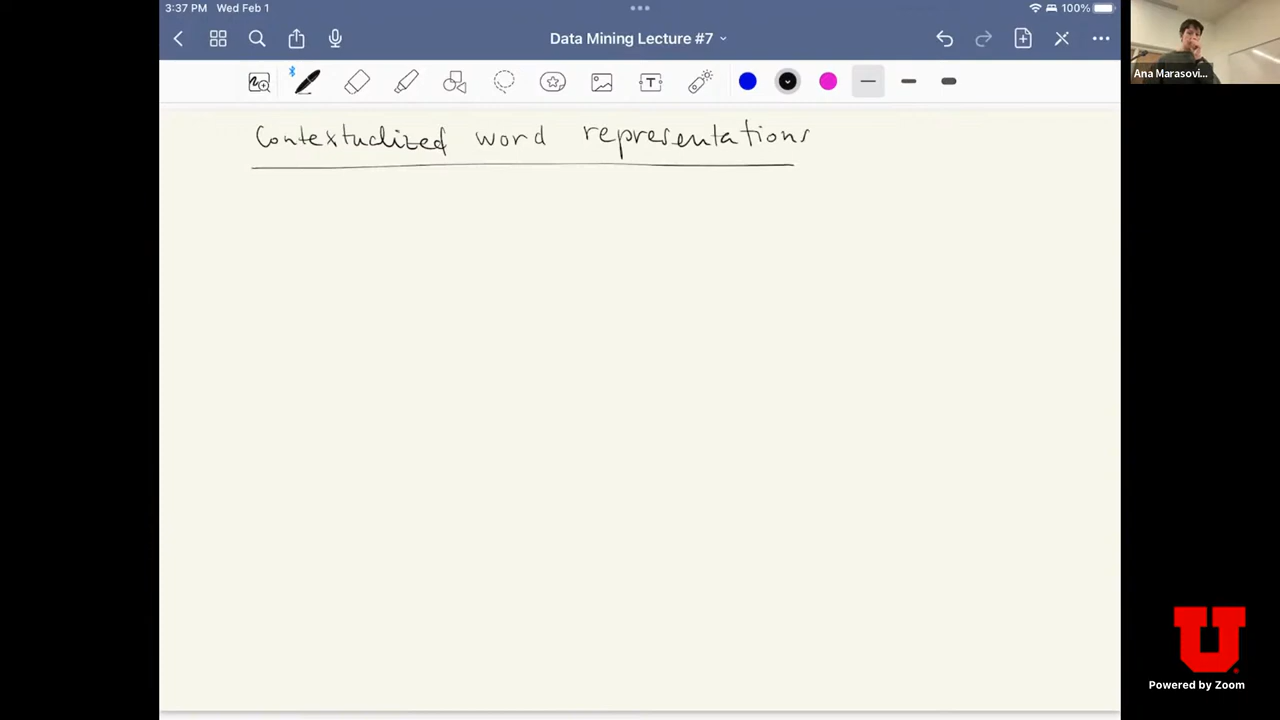 3:37 PM Wed Feb 1
100%
Data Mining Lecture #7
T
Contextualized word representations
Ana Marasovi...
U
Powered by Zoom